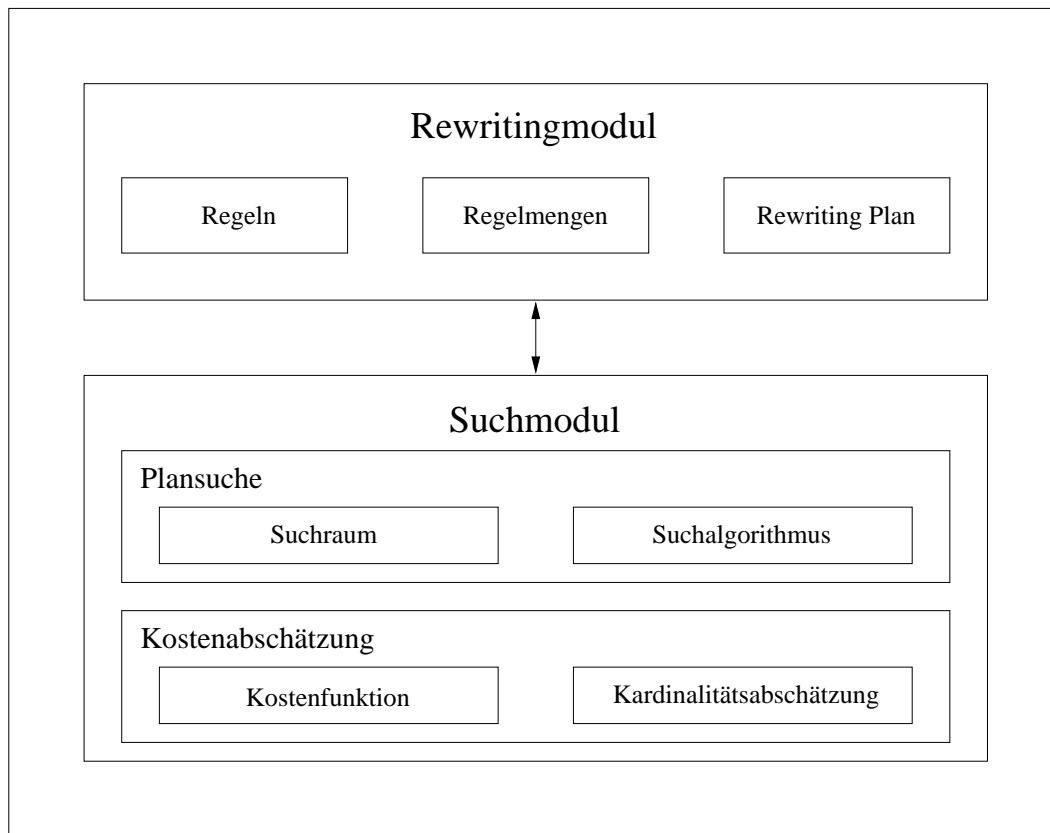 Rewritingmodul
Regeln
Regelmengen
Rewriting Plan
Suchmodul
Plansuche
Suchraum
Suchalgorithmus
Kostenabschätzung
Kostenfunktion
Kardinalitätsabschätzung